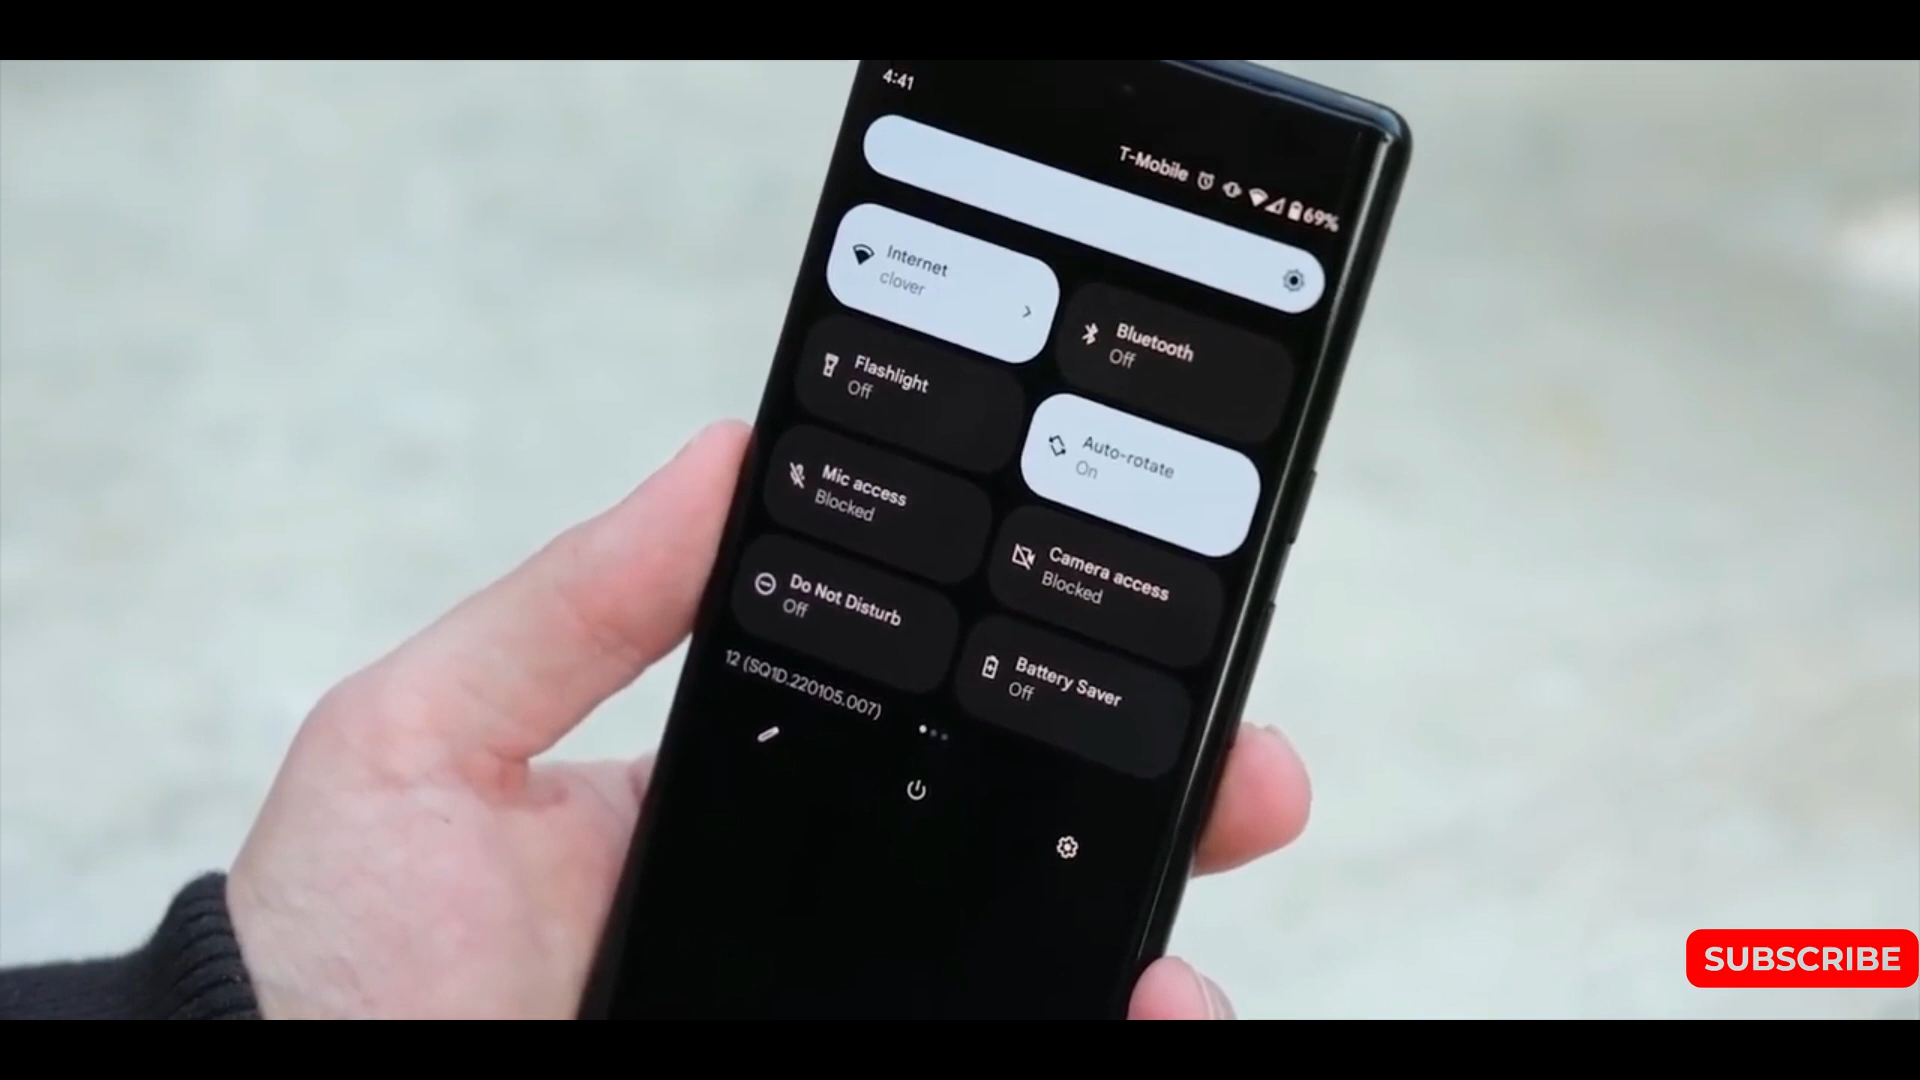 4:41
T-Mobile 69%
Internet
clover
Bluetooth
Off
Flashlight
Off
Auto-rotate
On
Mic access
Blocked
Camera access
Blocked
Do Not Disturb
Off
Battery Saver
Off
12 (SQ1D.220105.007)
SUBSCRIBE